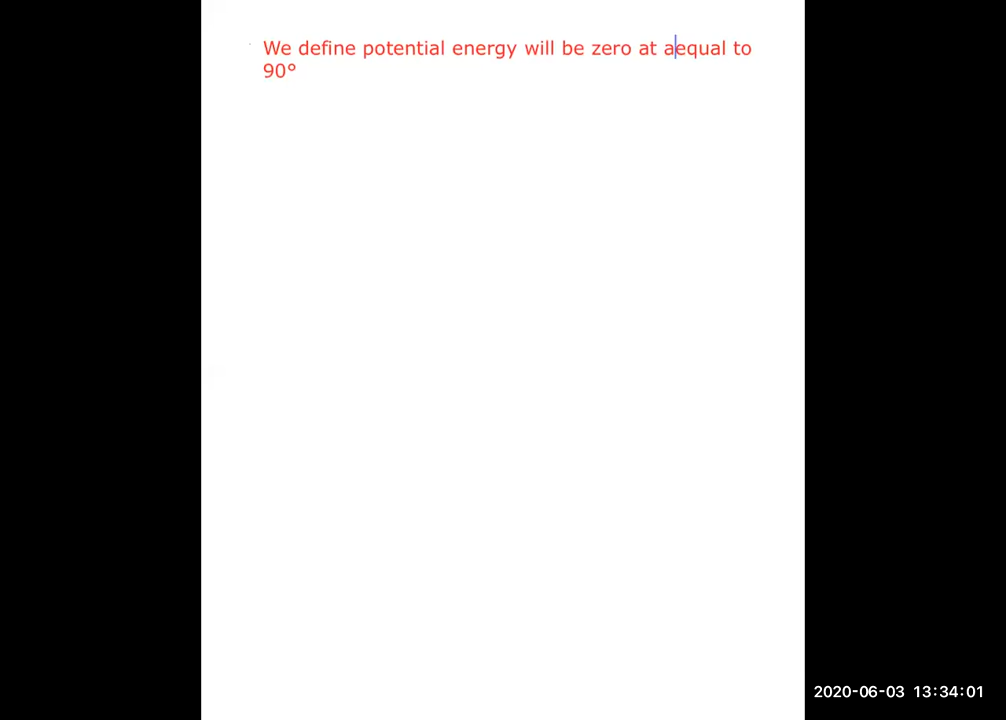 We define potential energy will be zero at aequal to
90°
2020-06-03 13:34:01